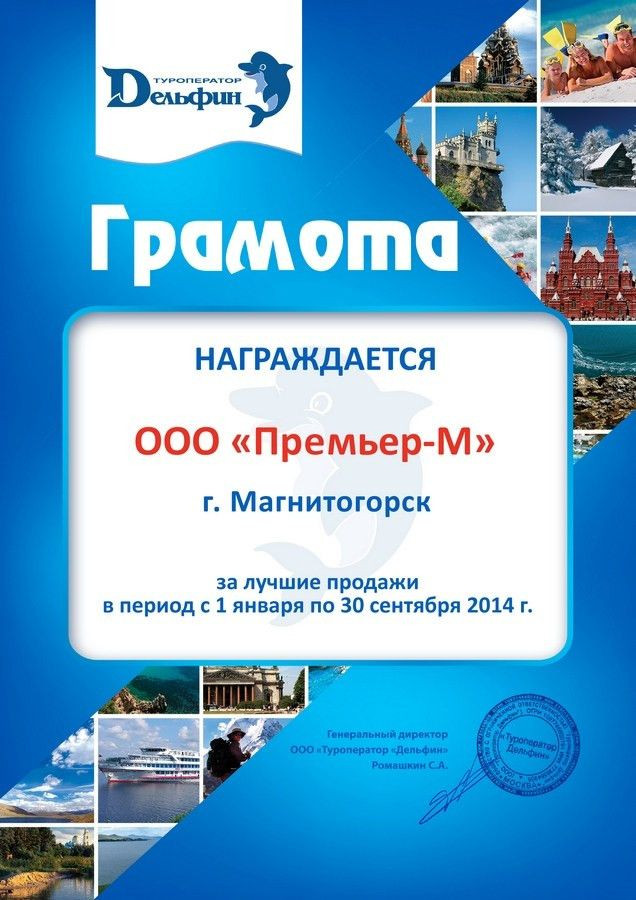 ТУРОПЕРАТОР
Дельфин
Грамота
НАГРАЖДАЕТСЯ
ООО «Премьер-М»
г. Магнитогорск
за лучшие продажи
в период с 1 января по 30 сентября 2014 г.
Генеральный директор
ООО «Туроператор «Дельфин»
Ромашкин С.А.
«Туроператор
Дельфин»
МОСКВА